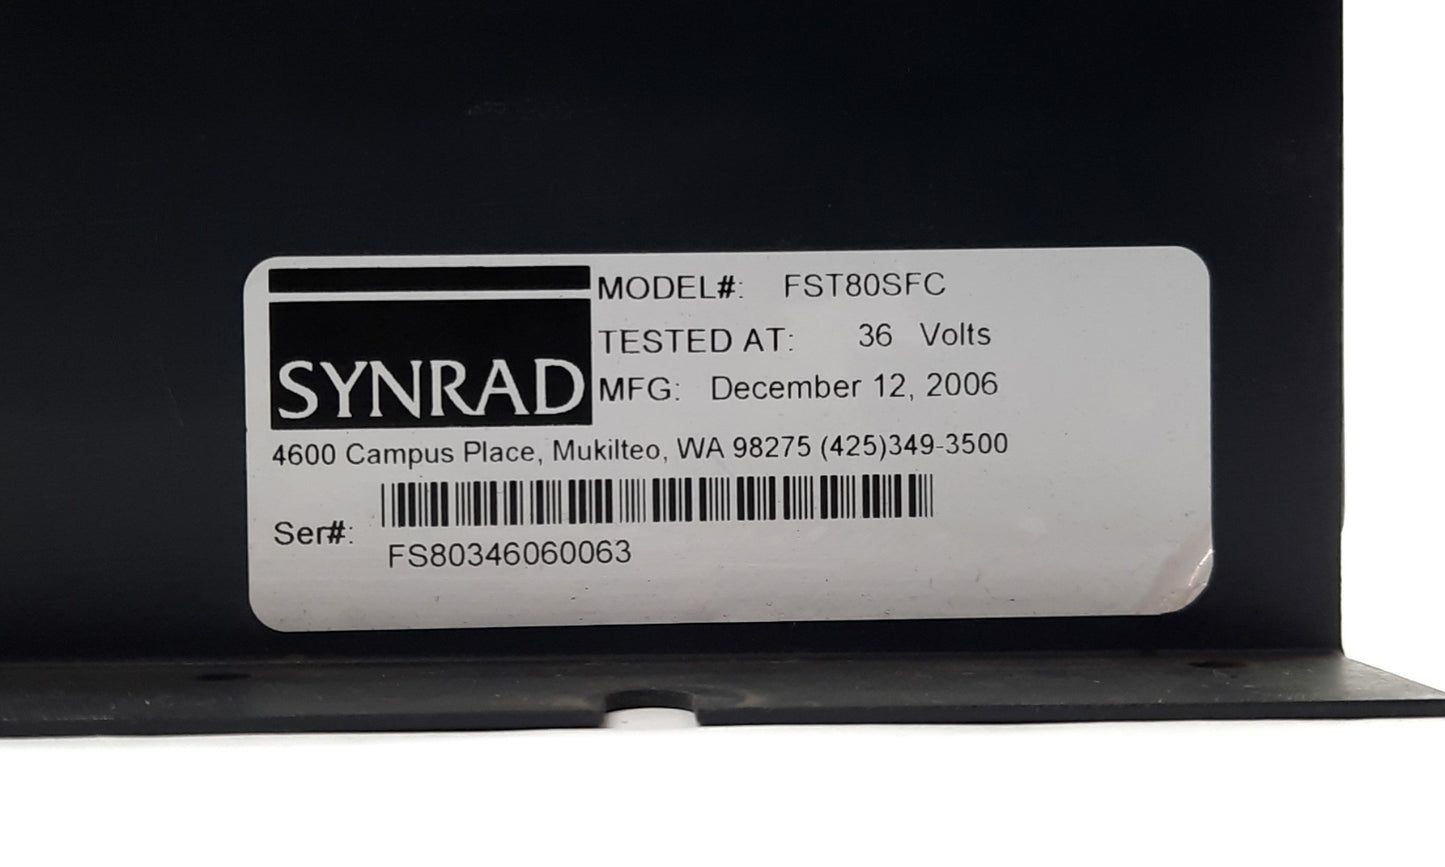 SYNRAD
MODEL#: FST80SFC
TESTED AT: 36 Volts
MFG: December 12, 2006
4600 Campus Place, Mukilteo, WA 98275 (425)349-3500
Ser#:
FS80346060063